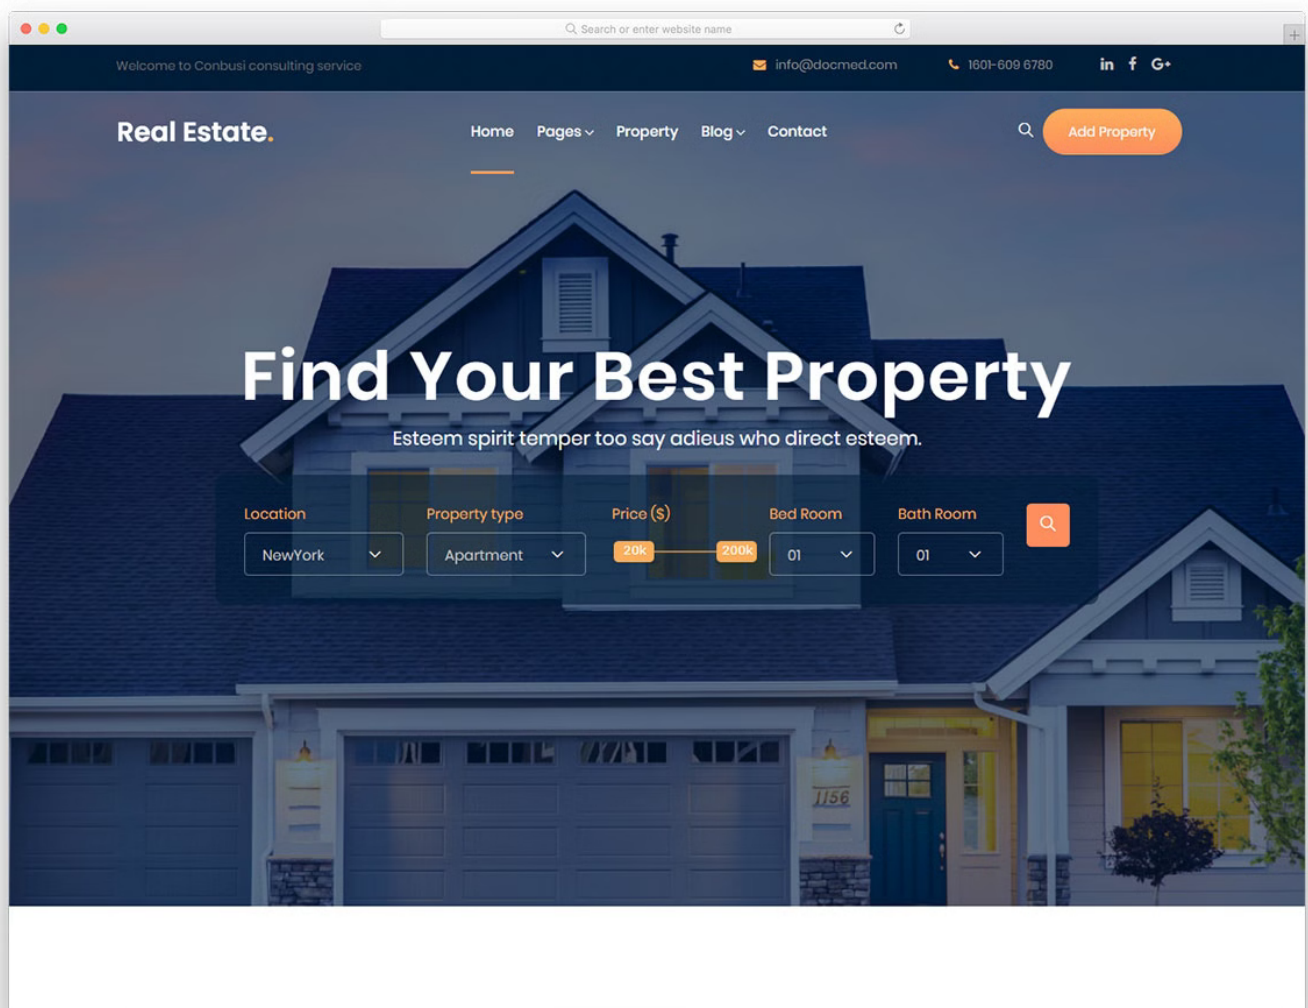 Search or enter website name
Welcome to Conbusi consulting service
info@docmed.com
1601-609 6780
in f G+
Real Estate.
Home Pages Property Blog Contact
Add Property
Find Your Best Property
Esteem spirit temper too say adieus who direct esteem.
Location Property type Price ($) Bed Room Bath Room
NewYork Apartment 20k 200k 01 01
1156